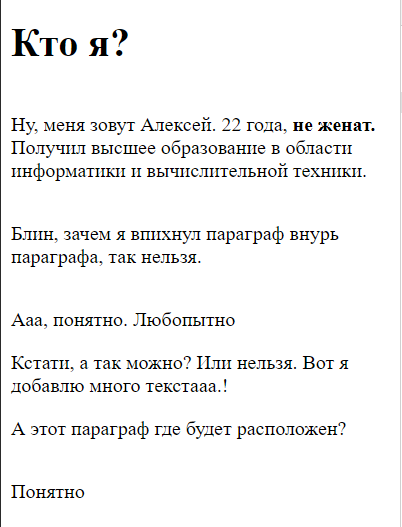 Кто я?
Ну, меня зовут Алексей. 22 года, не женат.
Получил высшее образование в области
информатики и вычислительной техники.
Блин, зачем я впихнул параграф внурь
параграфа, так нельзя.
Ааа, понятно. Любопытно
Кстати, а так можно? Или нельзя. Вот я
добавлю много текстааа.!
А этот параграф где будет расположен?
Понятно